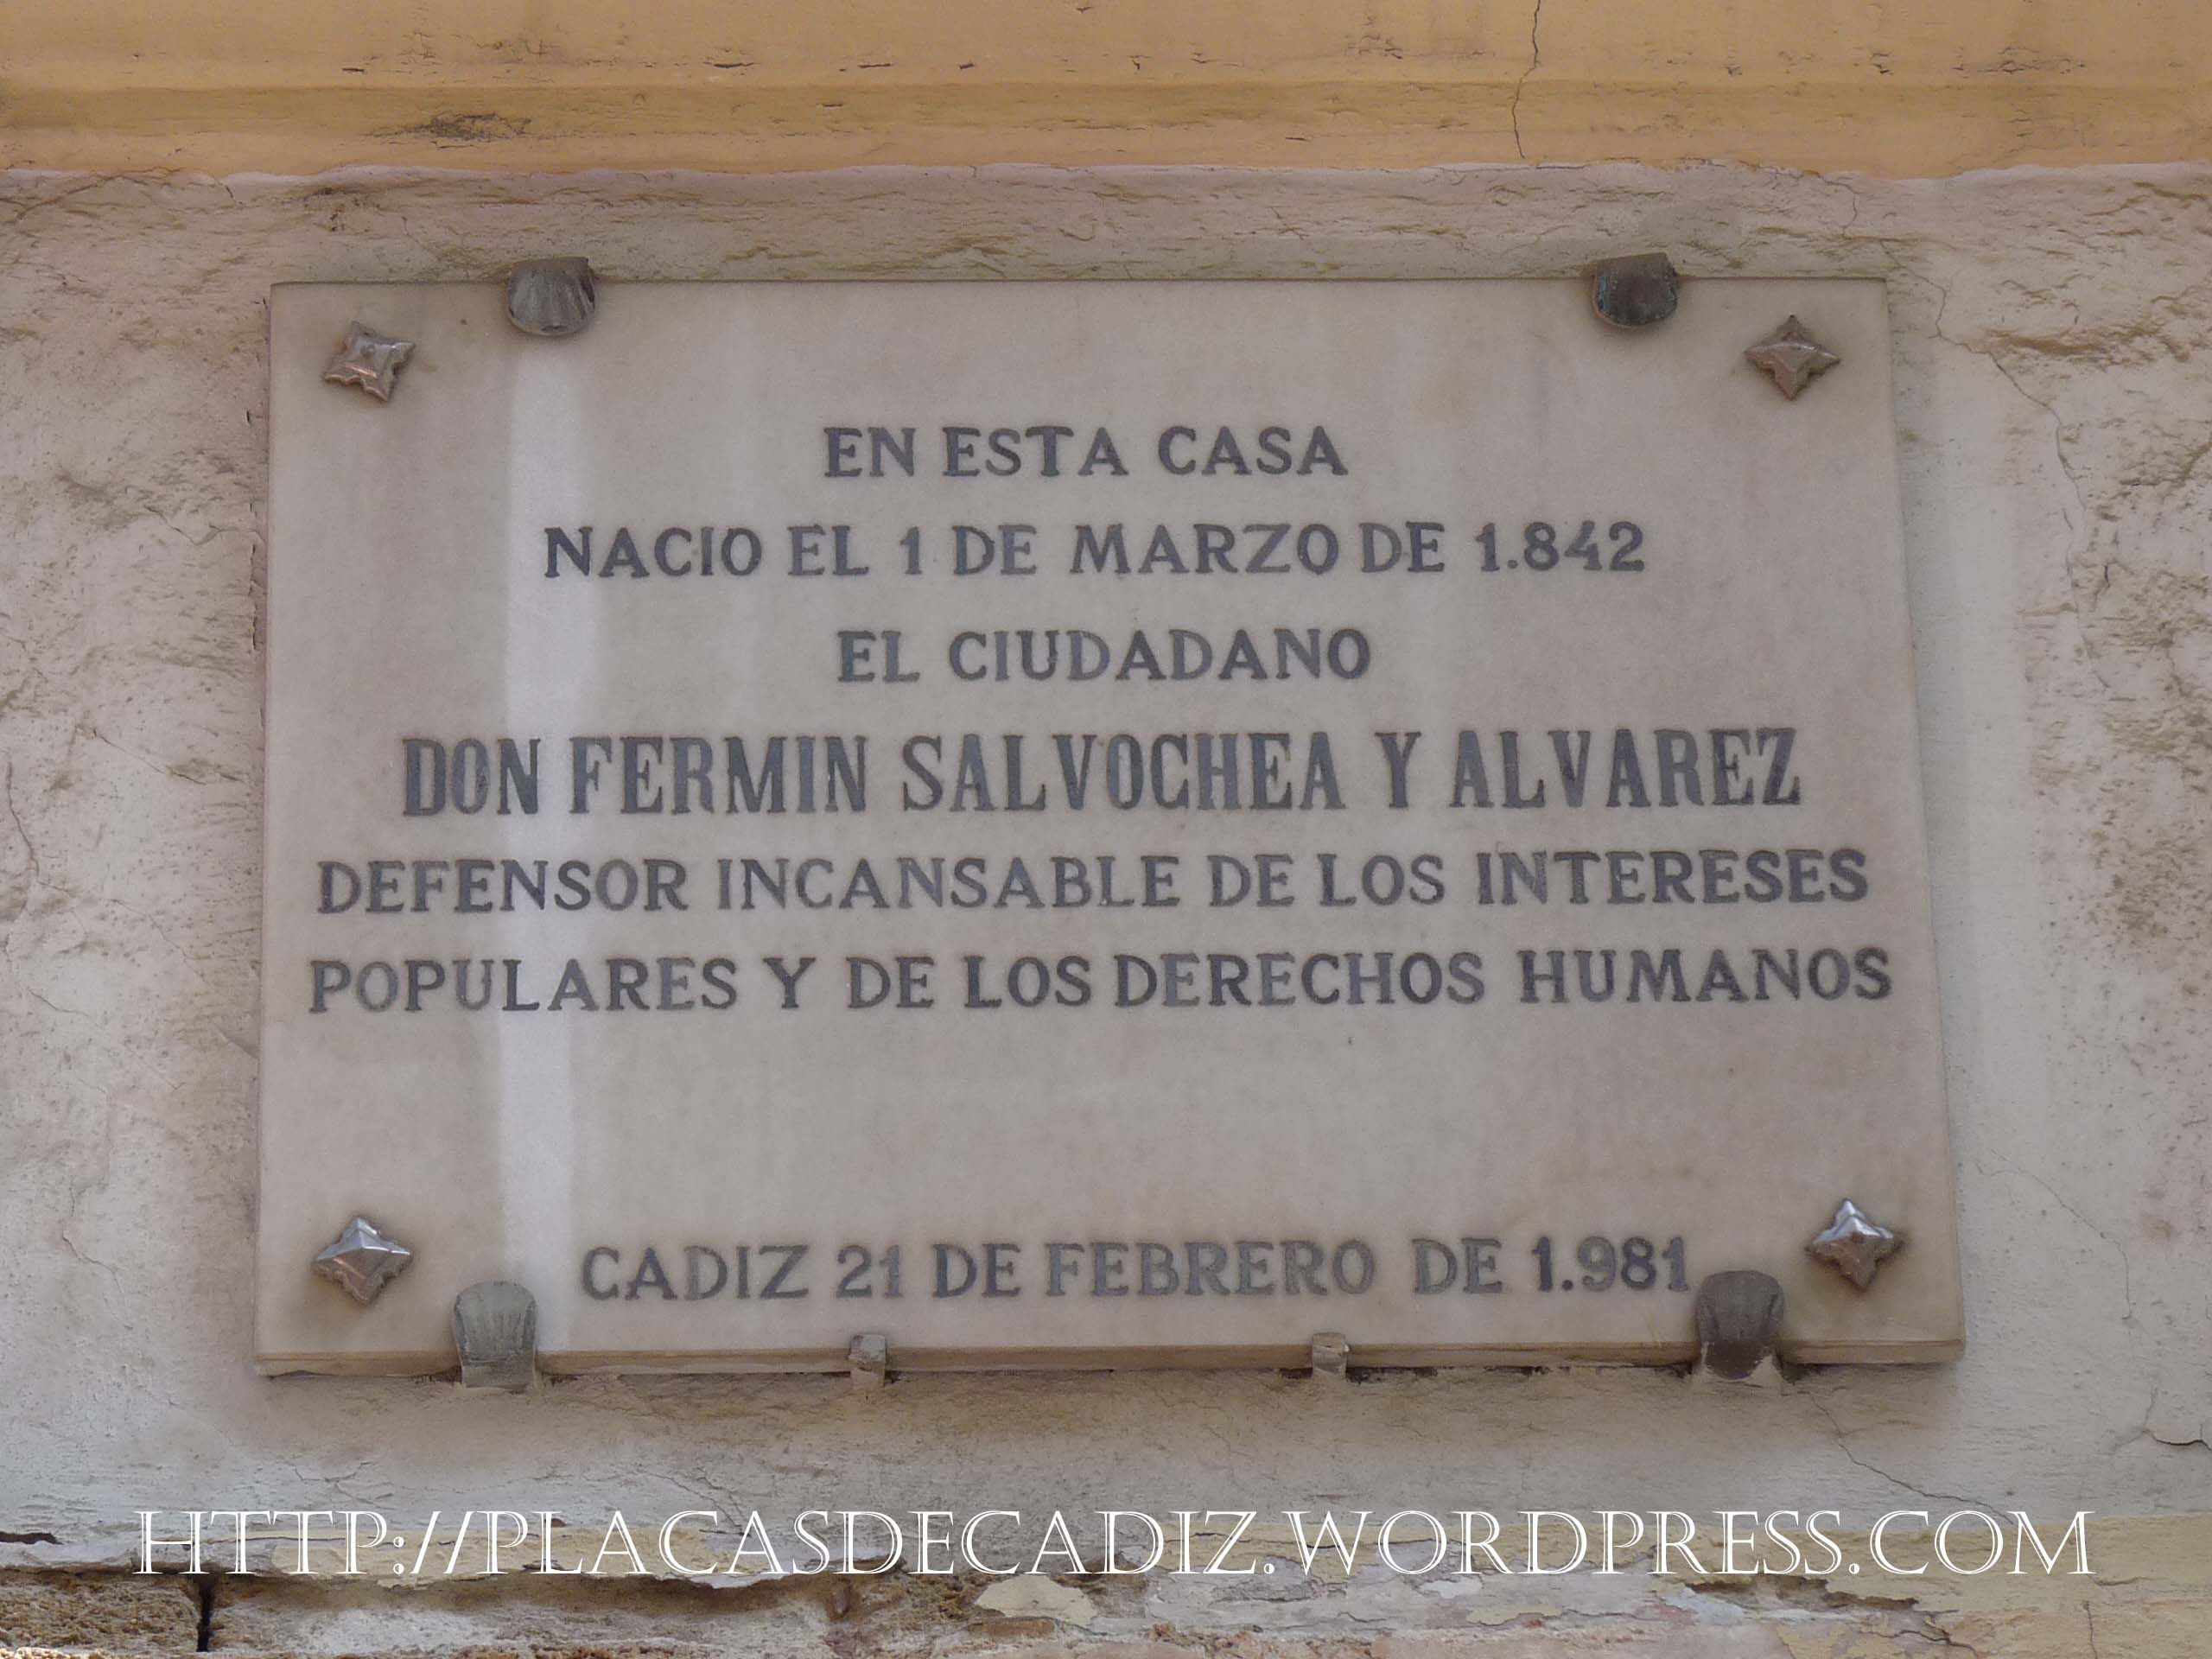 EN ESTA CASA
NACIO EL 1 DE MARZO DE 1.842
EL CIUDADANO
DON FERMIN SALVOCHEA Y ALVAREZ
DEFENSOR INCANSABLE DE LOS INTERESES
POPULARES Y DE LOS DERECHOS HUMANOS
CADIZ 21 DE FEBRERO DE 1.981
HTTP://PLACASDECADIZ.WORDPRESS.COM